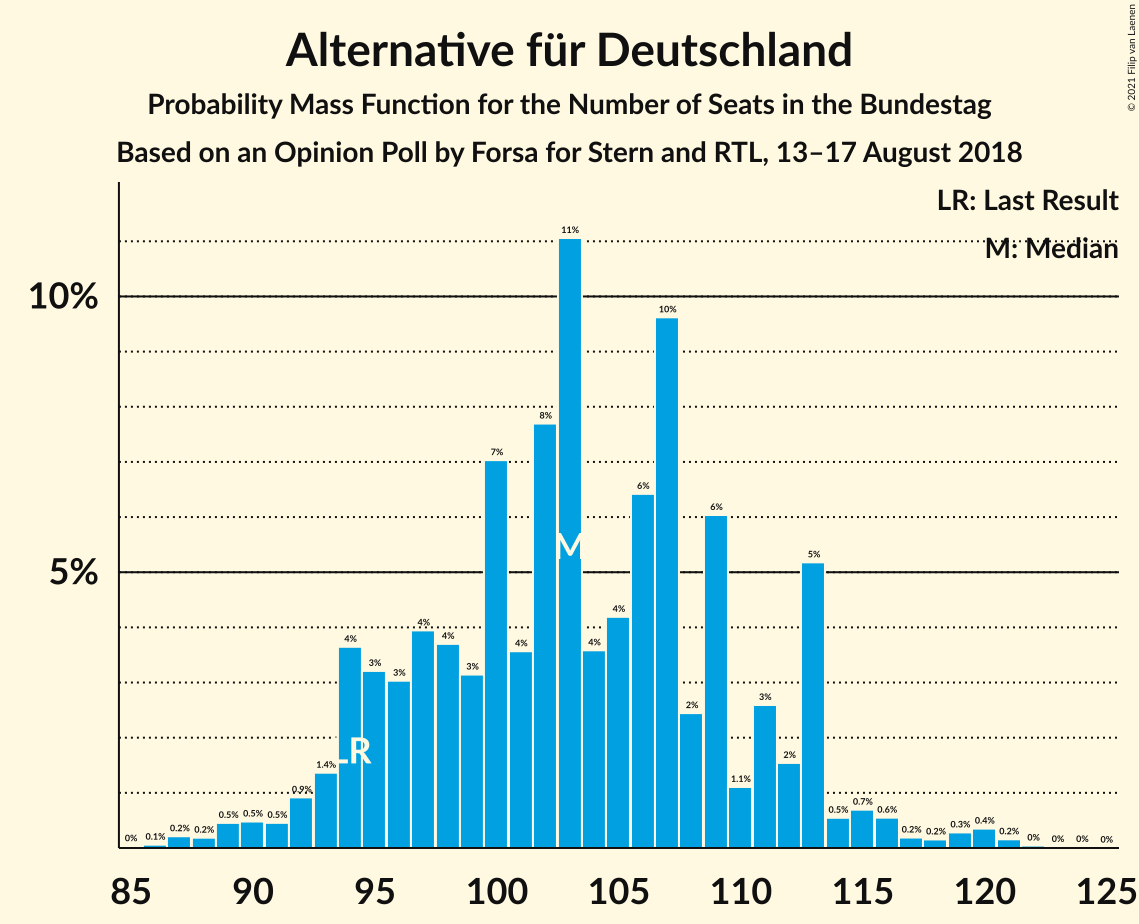 Alternative für Deutschland
Probability Mass Function for the Number of Seats in the Bundestag
Based on an Opinion Poll by Forsa for Stern and RTL, 13–17 August 2018
© 2021 Filip van Laenen
LR: Last Result
M: Median
10%
5%
0% 0.1% 0.2% 0.2% 0.5% 0.5% 0.5% 0.9% 1.4% 4% 3% 3% 4% 4% 3% 7% 4% 8% 11% 4% 4% 6% 10% 2% 6% 1.1% 3% 2% 5% 0.5% 0.7% 0.6% 0.2% 0.2% 0.3% 0.4% 0.2% 0% 0% 0% 0%
M
LR
85 90 95 100 105 110 115 120 125